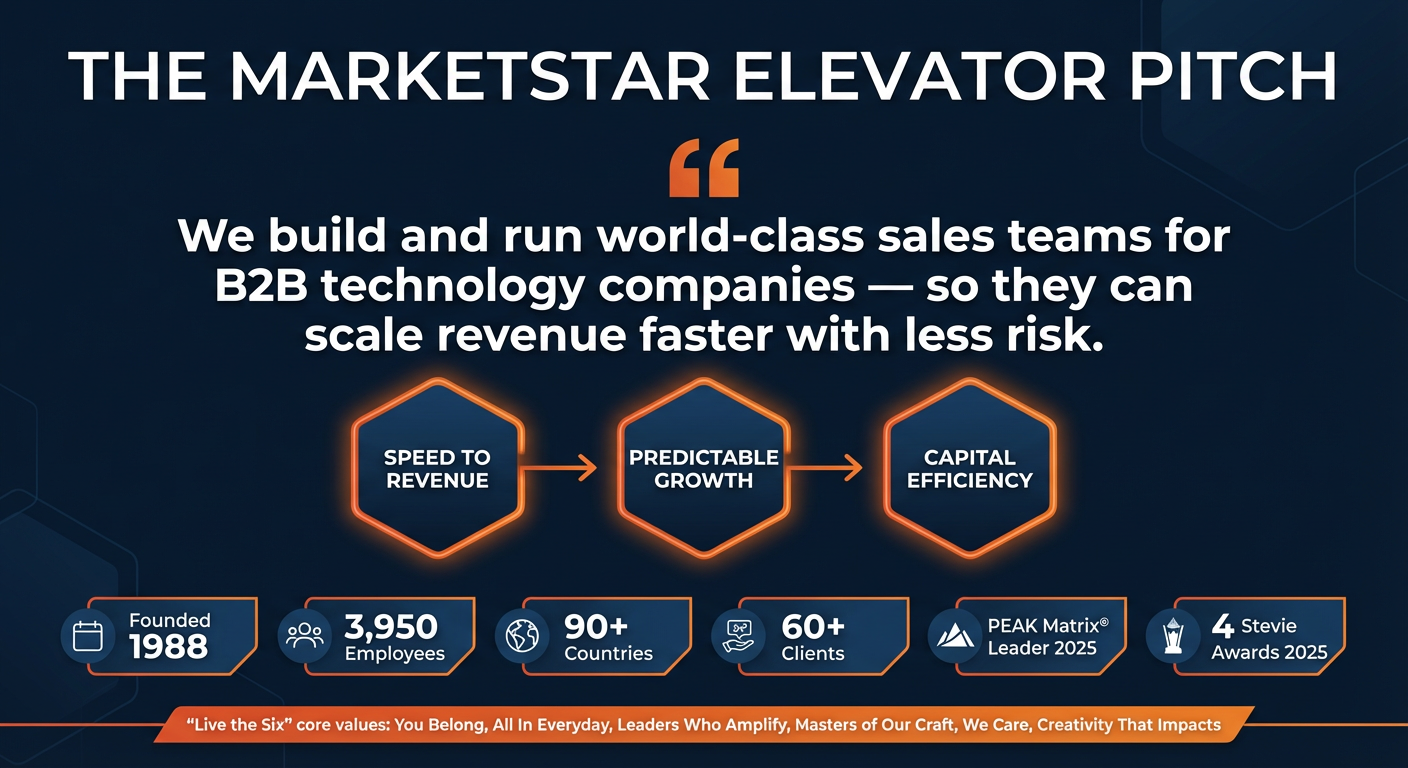 THE MARKETSTAR ELEVATOR PITCH
“
We build and run world-class sales teams for
B2B technology companies — so they can
scale revenue faster with less risk.
SPEED TO
REVENUE
PREDICTABLE
GROWTH
CAPITAL
EFFICIENCY
Founded
1988
3,950
Employees
90+
Countries
60+
Clients
PEAK Matrix®
Leader 2025
4 Stevie
Awards 2025
“Live the Six” core values: You Belong, All In Everyday, Leaders Who Amplify, Masters of Our Craft, We Care, Creativity That Impacts